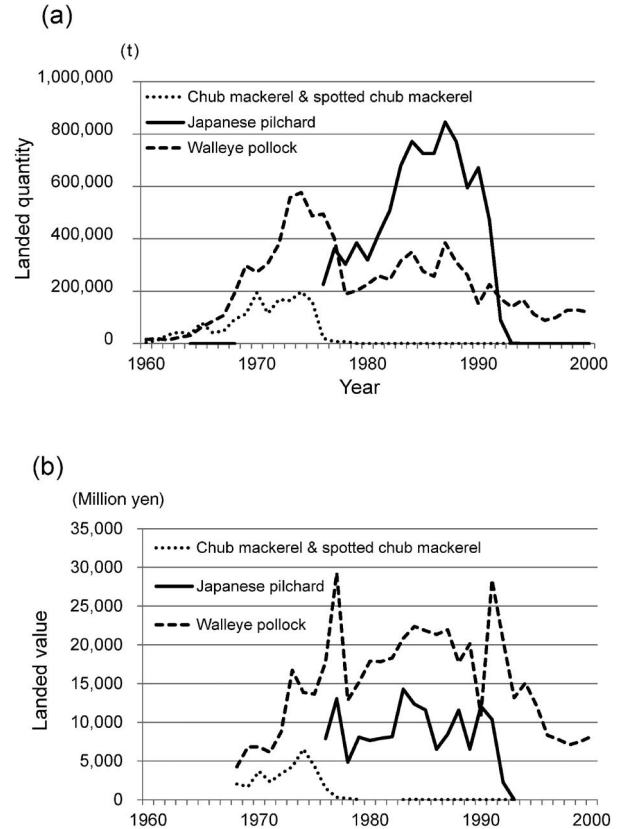 (a)
(t)
1,000,000
800,000
600,000
400,000
200,000
0
Landed quantity
Chub mackerel & spotted chub mackerel
Japanese pilchard
Walleye pollock
1960 1970 1980 1990 2000
Year
(b)
(Million yen)
35,000
30,000
25,000
20,000
15,000
10,000
5,000
0
Landed value
Chub mackerel & spotted chub mackerel
Japanese pilchard
Walleye pollock
1960 1970 1980 1990 2000